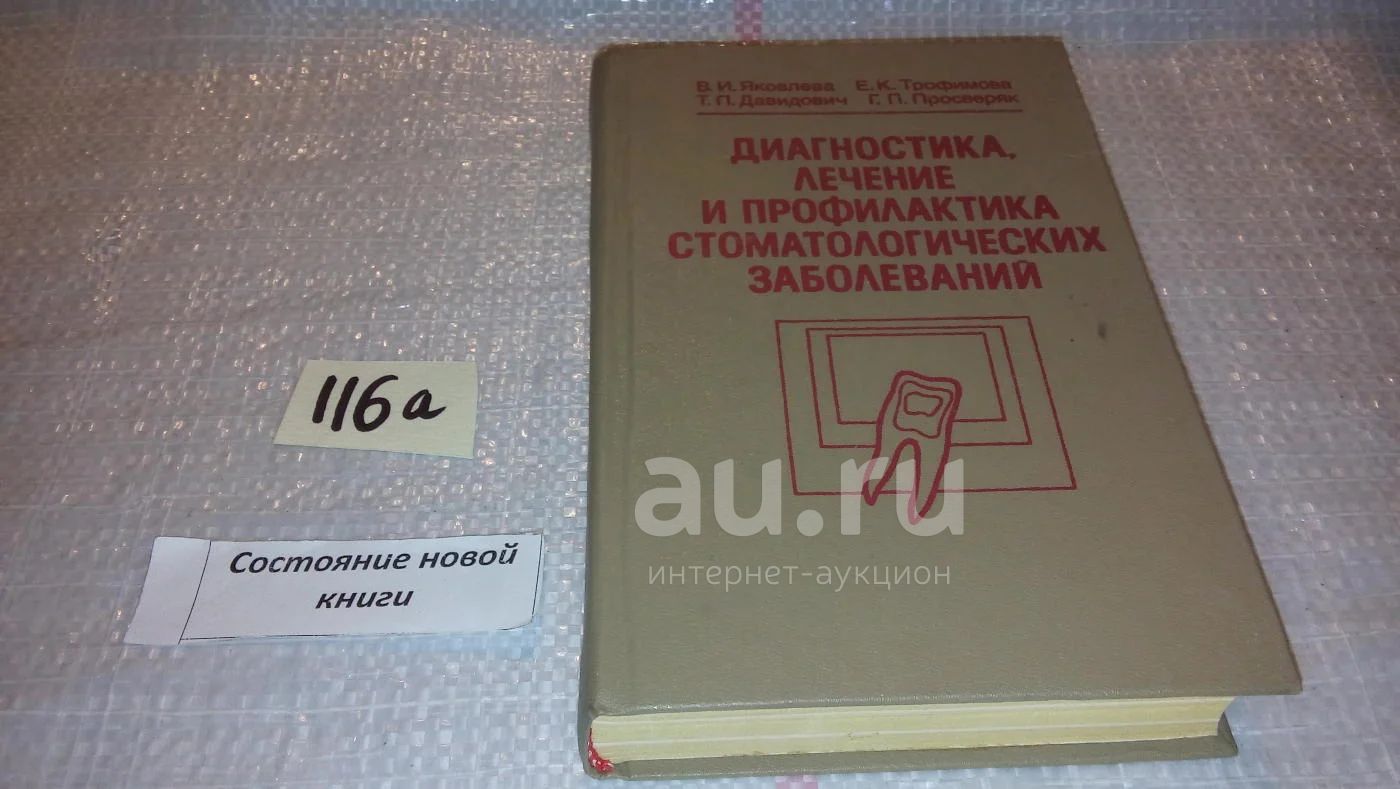 В. И. Яковлева Е. К. Трофимова
Т. П. Давидович Г. П. Просверяк
ДИАГНОСТИКА,
ЛЕЧЕНИЕ
И ПРОФИЛАКТИКА
СТОМАТОЛОГИЧЕСКИХ
ЗАБОЛЕВАНИЙ
116а
Состояние новой
книги
au.ru
интернет-аукцион